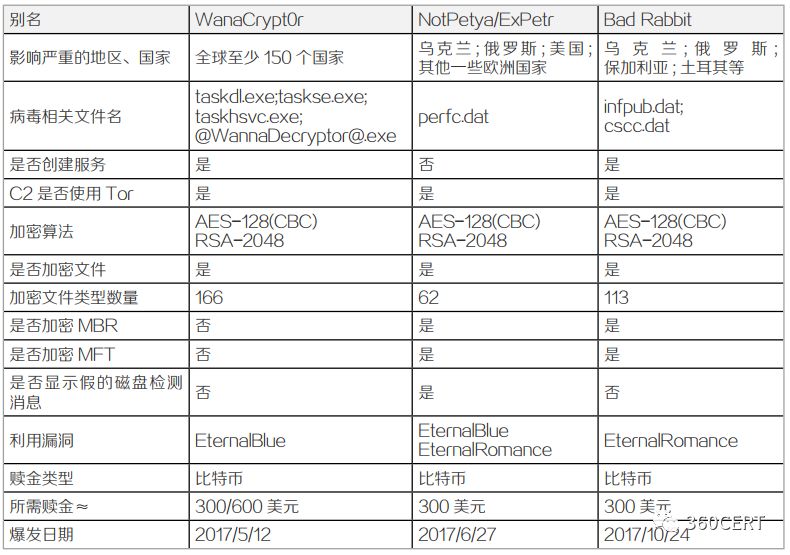 别名 WanaCrypt0r NotPetya/ExPetr Bad Rabbit
影响严重的地区、国家 全球至少 150 个国家 乌克兰；俄罗斯；美国；其他一些欧洲国家 乌克兰；俄罗斯；保加利亚；土耳其等
病毒相关文件名 taskdl.exe;taskse.exe; taskhsvc.exe; @WannaDecryptor@.exe perfc.dat infpub.dat; cscc.dat
是否创建服务 是 否 是
C2 是否使用 Tor 是 是 是
加密算法 AES-128(CBC) RSA-2048 AES-128(CBC) RSA-2048 AES-128(CBC) RSA-2048
是否加密文件 是 是 是
加密文件类型数量 166 62 113
是否加密 MBR 否 是 是
是否加密 MFT 否 是 是
是否显示假的磁盘检测消息 否 是 否
利用漏洞 EternalBlue EternalBlue EternalRomance EternalRomance
赎金类型 比特币 比特币 比特币
所需赎金≈ 300/600 美元 300 美元 300 美元
爆发日期 2017/5/12 2017/6/27 2017/10/24
360CERT